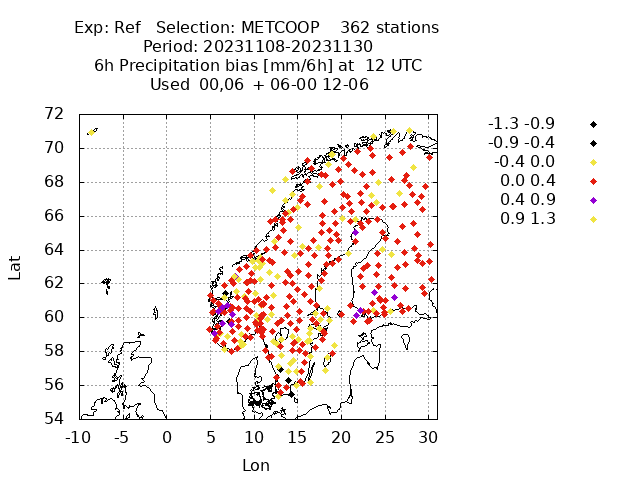 Exp: Ref   Selection: METCOOP    362 stations
Period: 20231108-20231130
6h Precipitation bias [mm/6h] at  12 UTC
Used  00,06  + 06-00 12-06
72
70
68
66
64
62
60
58
56
54
Lat
-10 -5 0 5 10 15 20 25 30
Lon
-1.3 -0.9
-0.9 -0.4
-0.4 0.0
0.0 0.4
0.4 0.9
0.9 1.3